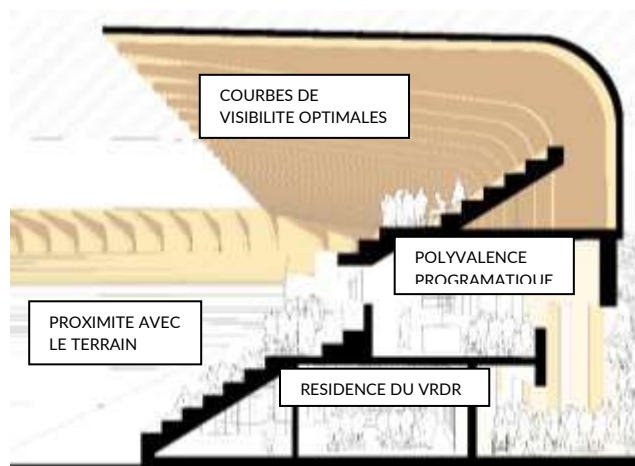 COURBES DE
VISIBILITE OPTIMALES
POLYVALENCE
PROGRAMATIQUE
PROXIMITE AVEC
LE TERRAIN
RESIDENCE DU VRDR